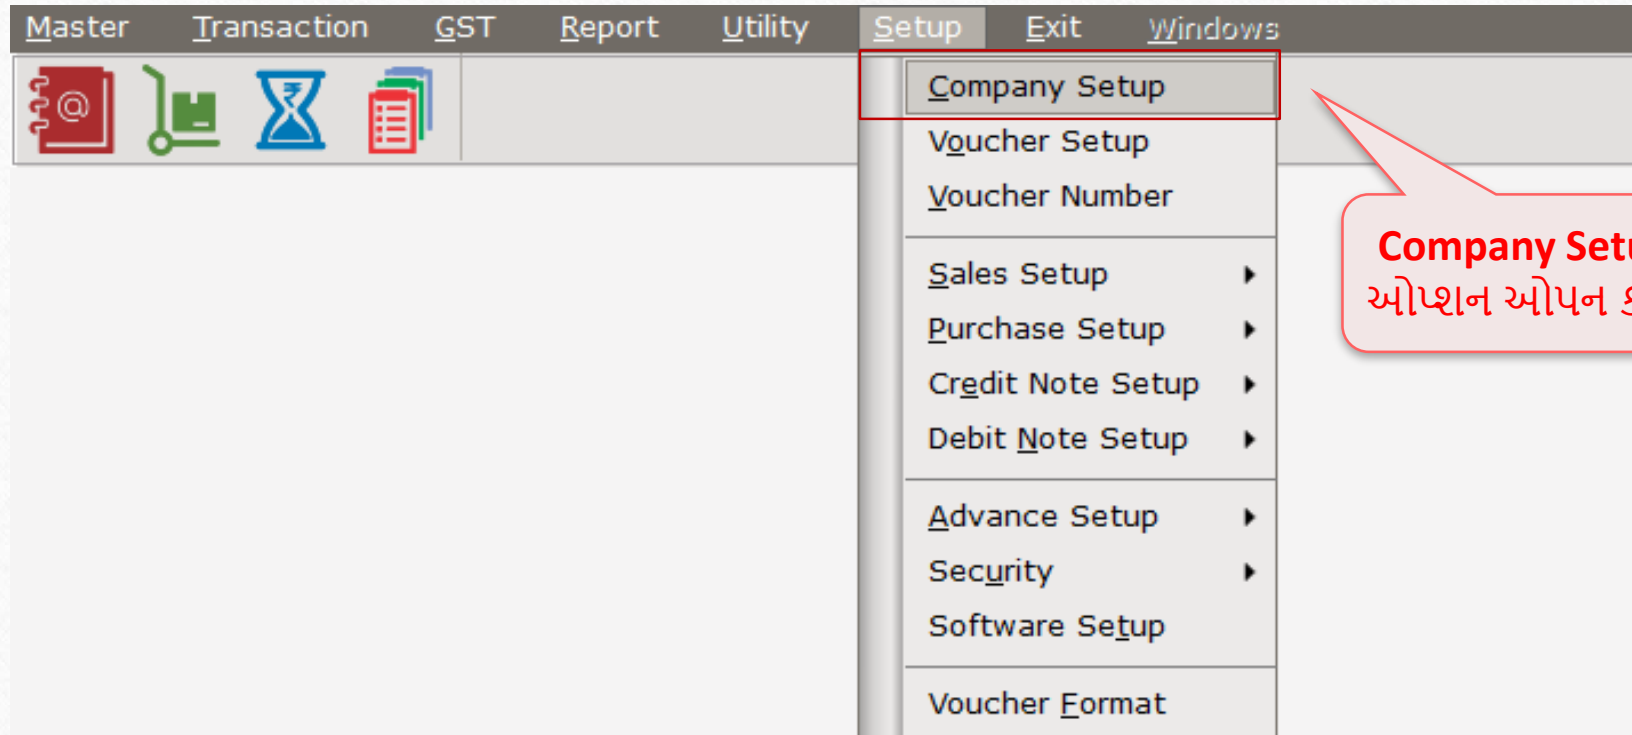 Master Transaction GST Report Utility Setup Exit Windows
Company Setup
Voucher Setup
Voucher Number
Sales Setup
Purchase Setup
Credit Note Setup
Debit Note Setup
Advance Setup
Security
Software Setup
Voucher Format
Company
ઓપ્શન ઓપન